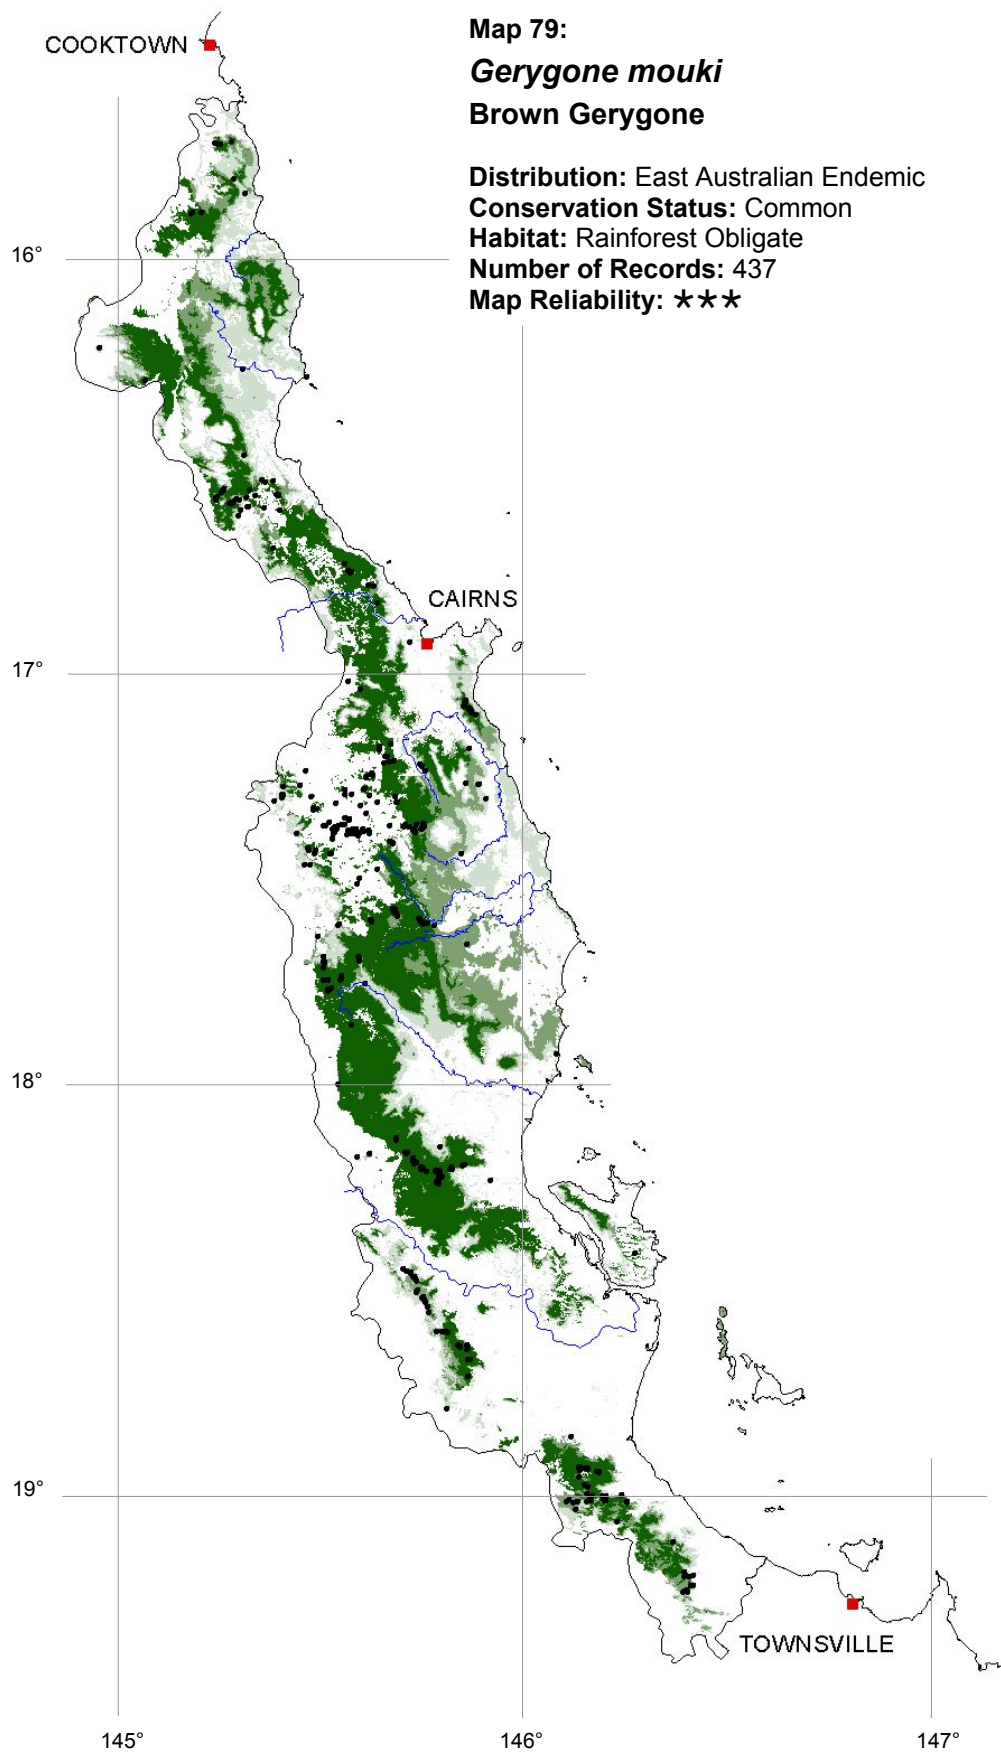 Map 79:
Gerygone mouki
Brown Gerygone
Distribution: East Australian Endemic
Conservation Status: Common
Habitat: Rainforest Obligate
Number of Records: 437
Map Reliability: ★★★
COOKTOWN
16°
CAIRNS
17°
18°
19°
TOWNSVILLE
145° 146° 147°